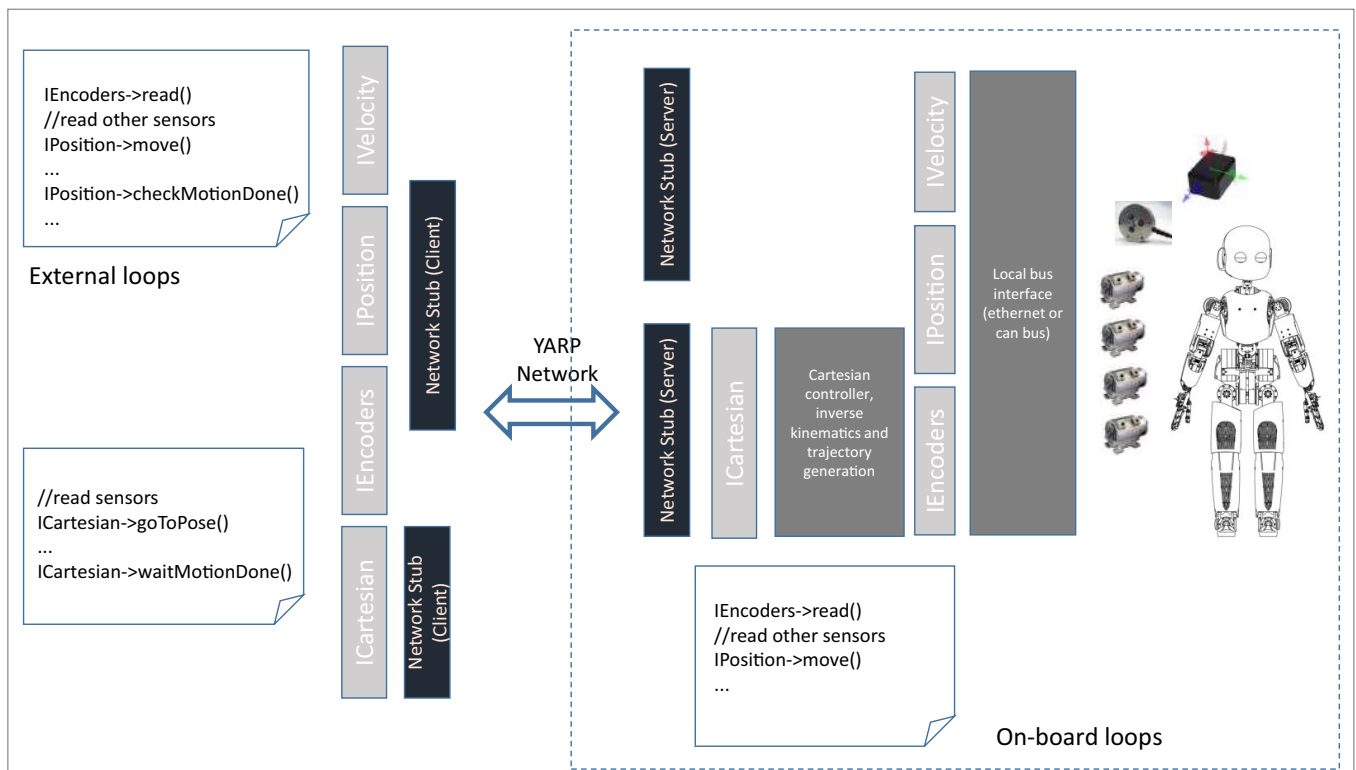 IEncoders->read()
//read other sensors
IPosition->move()
...
IPosition->checkMotionDone()
...
External loops
//read sensors
ICartesian->goToPose()
...
ICartesian->waitMotionDone()
IVelocity
IPosition
IEncoders
ICartesian
Network Stub (Client)
Network Stub
(Client)
YARP
Network
Network Stub (Server)
Network Stub (Server)
ICartesian
Cartesian
controller,
inverse
kinematics and
trajectory
generation
IVelocity
IPosition
IEncoders
Local bus
interface
(ethernet or
can bus)
IEncoders->read()
//read other sensors
IPosition->move()
...
On-board loops